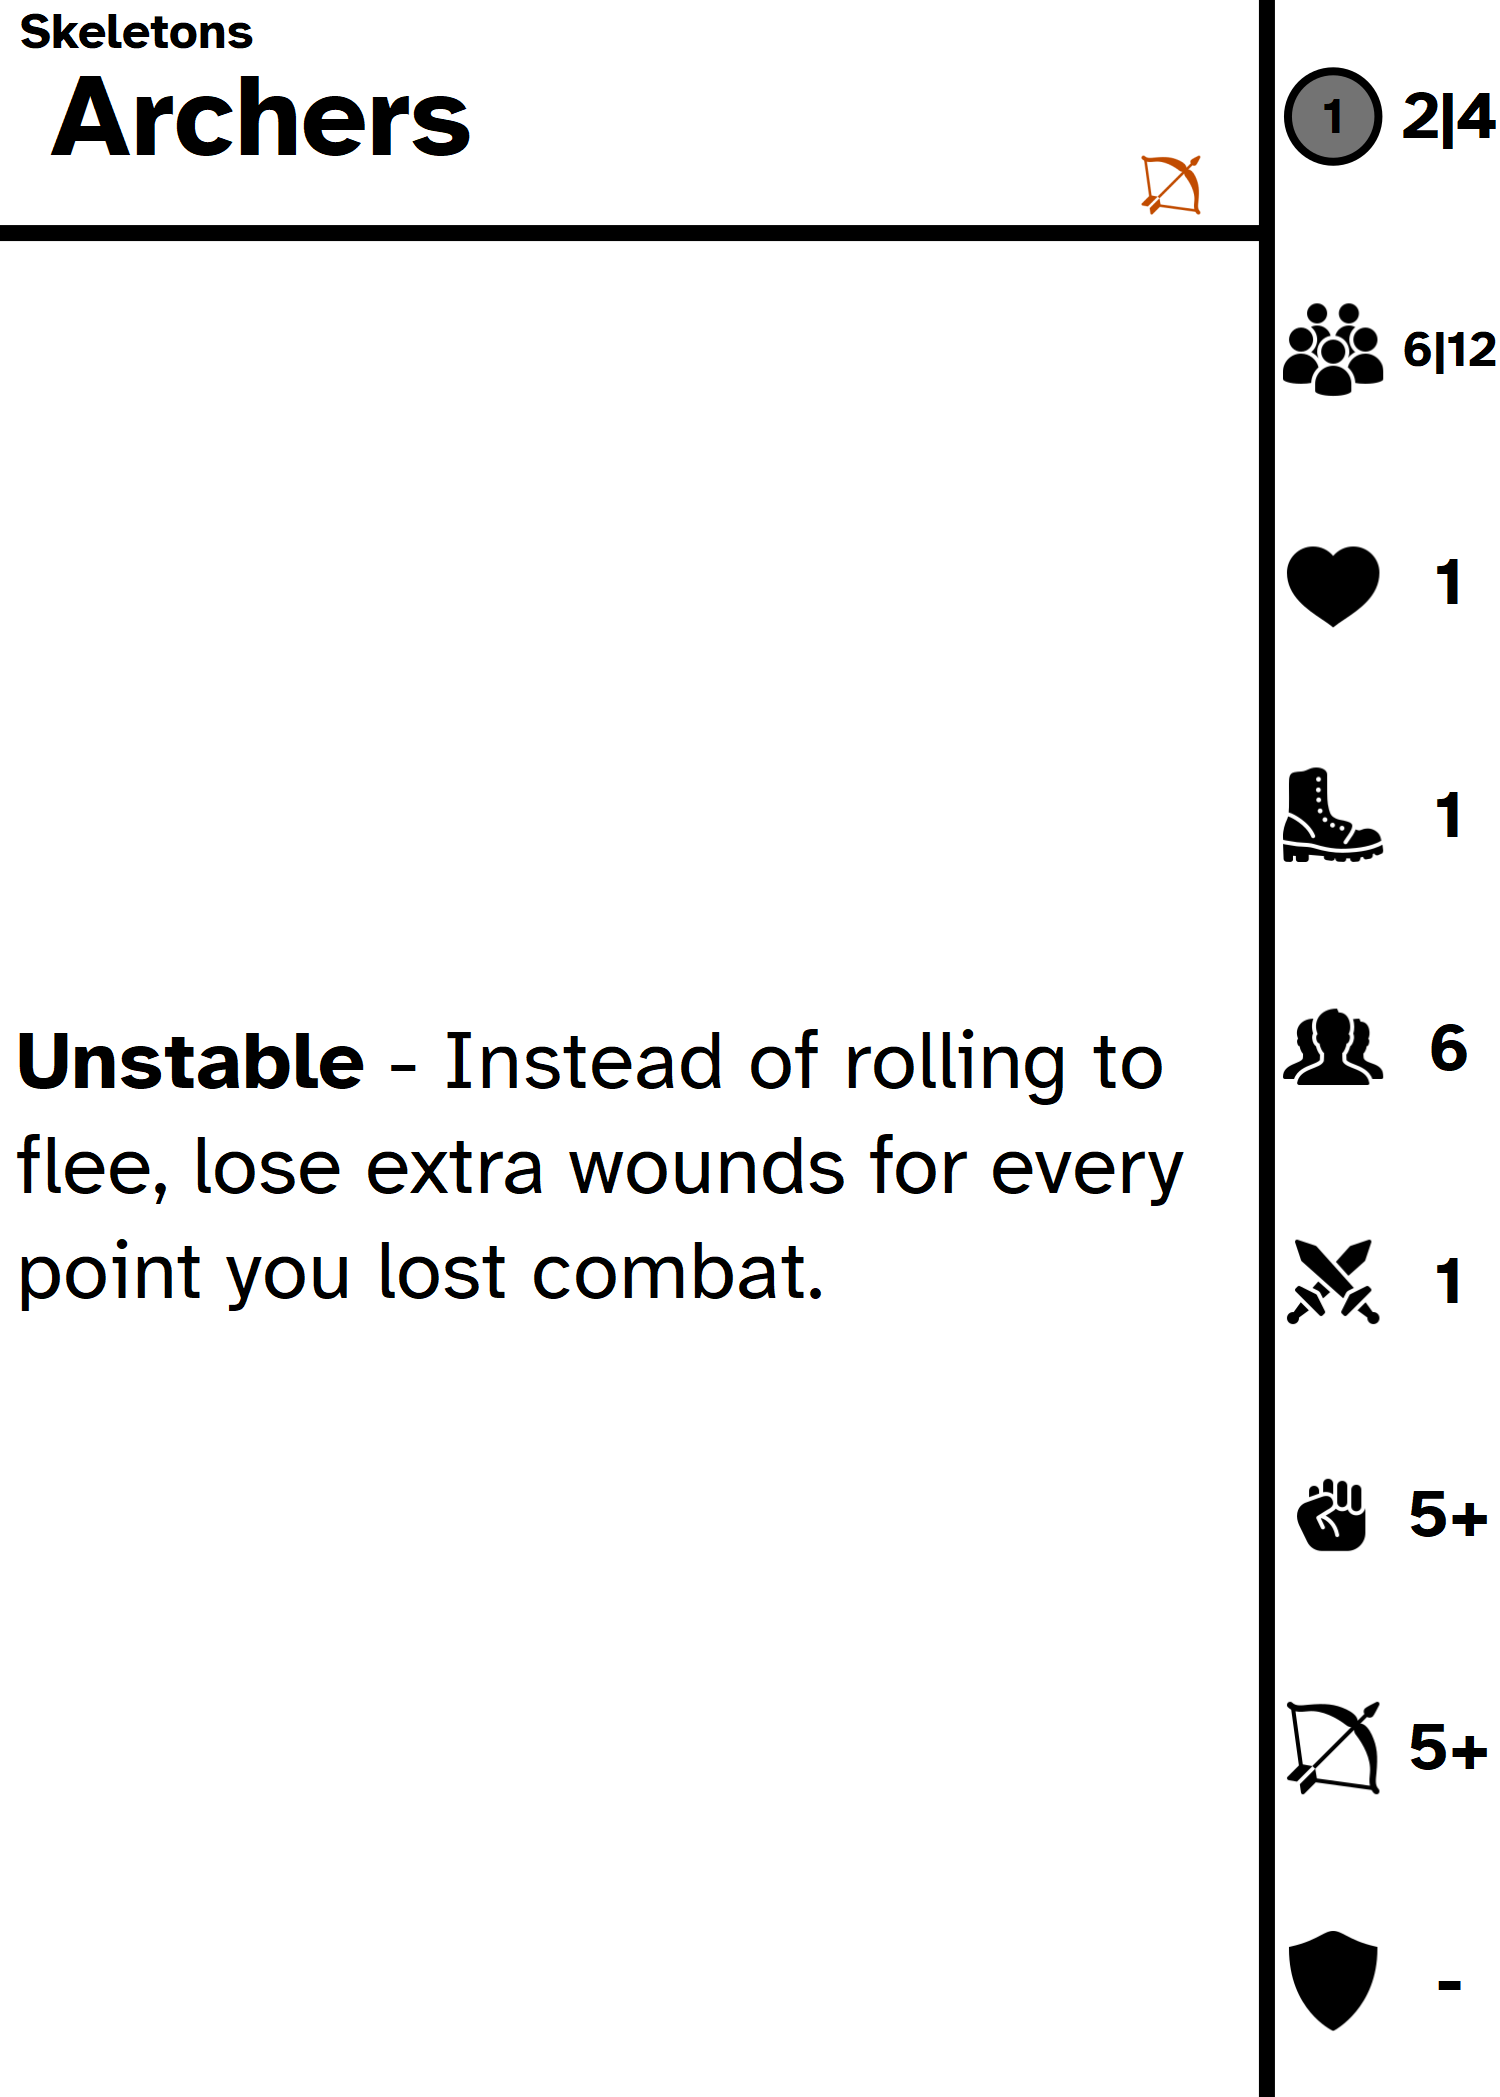 Skeletons
Archers
1 2|4
6|12
1
1
Unstable - Instead of rolling to
flee, lose extra wounds for every
point you lost combat.
6
1
5+
5+
-